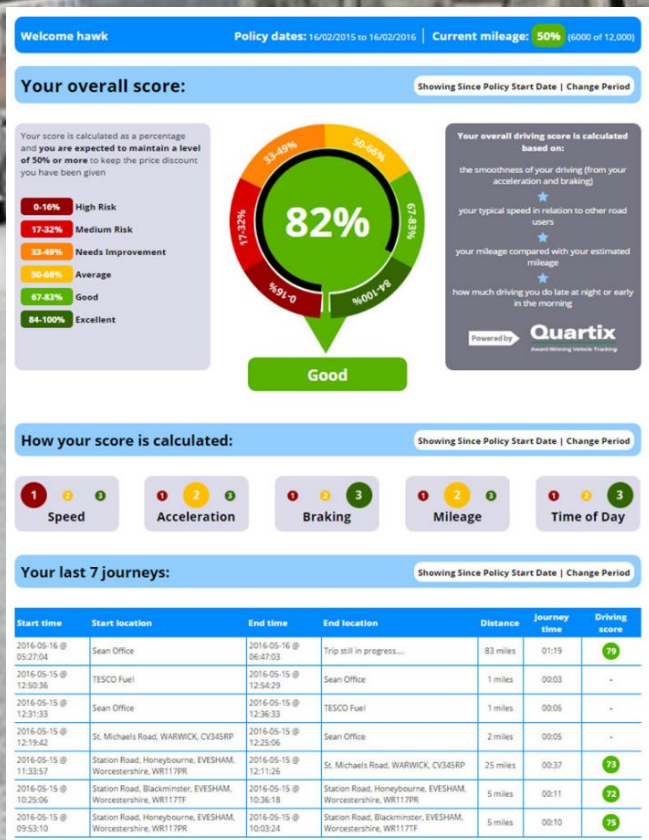 Welcome hawk
Policy dates: 16/02/2015 to 16/02/2016 | Current mileage: 50% (6000 of 12,000)
Your overall score:
Showing Since Policy Start Date | Change Period
Your score is calculated as a percentage
and you are expected to maintain a level
of 50% or more to keep the price discount
you have been given
0-16% High Risk
17-32% Medium Risk
33-49% Needs Improvement
50-66% Average
67-83% Good
84-100% Excellent
0-16%
17-32%
33-49%
50-66%
67-83%
84-100%
82%
Good
Your overall driving score is calculated
based on:
the smoothness of your driving (from your
acceleration and braking)
your typical speed in relation to other road
users
your mileage compared with your estimated
mileage
how much driving you do late at night or early
in the morning
Powered by Quartix
Award-Winning Vehicle Tracking
How your score is calculated:
Showing Since Policy Start Date | Change Period
1 2 3
Speed
1 2 3
Acceleration
1 2 3
Braking
1 2 3
Mileage
1 2 3
Time of Day
Your last 7 journeys:
Showing Since Policy Start Date | Change Period
Start time Start location End time End location Distance Journey time Driving score
2016-05-16 @ 05:27:04 Sean Office 2016-05-16 @ 06:47:03 Trip still in progress.... 83 miles 01:19 79
2016-05-15 @ 12:50:36 TESCO Fuel 2016-05-15 @ 12:54:29 Sean Office 1 miles 00:03 -
2016-05-15 @ 12:31:33 Sean Office 2016-05-15 @ 12:36:33 TESCO Fuel 1 miles 00:05 -
2016-05-15 @ 12:19:42 St. Michaels Road, WARWICK, CV345RP 2016-05-15 @ 12:25:06 Sean Office 2 miles 00:05 -
2016-05-15 @ 11:33:57 Station Road, Honeybourne, EVESHAM, Worcestershire, WR117PR 2016-05-15 @ 12:11:26 St. Michaels Road, WARWICK, CV345RP 25 miles 00:37 73
2016-05-15 @ 10:25:06 Station Road, Blackminster, EVESHAM, Worcestershire, WR117TF 2016-05-15 @ 10:36:18 Station Road, Honeybourne, EVESHAM, Worcestershire, WR117PR 5 miles 00:11 72
2016-05-15 @ 09:53:10 Station Road, Honeybourne, EVESHAM, Worcestershire, WR117PR 2016-05-15 @ 10:03:24 Station Road, Blackminster, EVESHAM, Worcestershire, WR117TF 5 miles 00:10 75